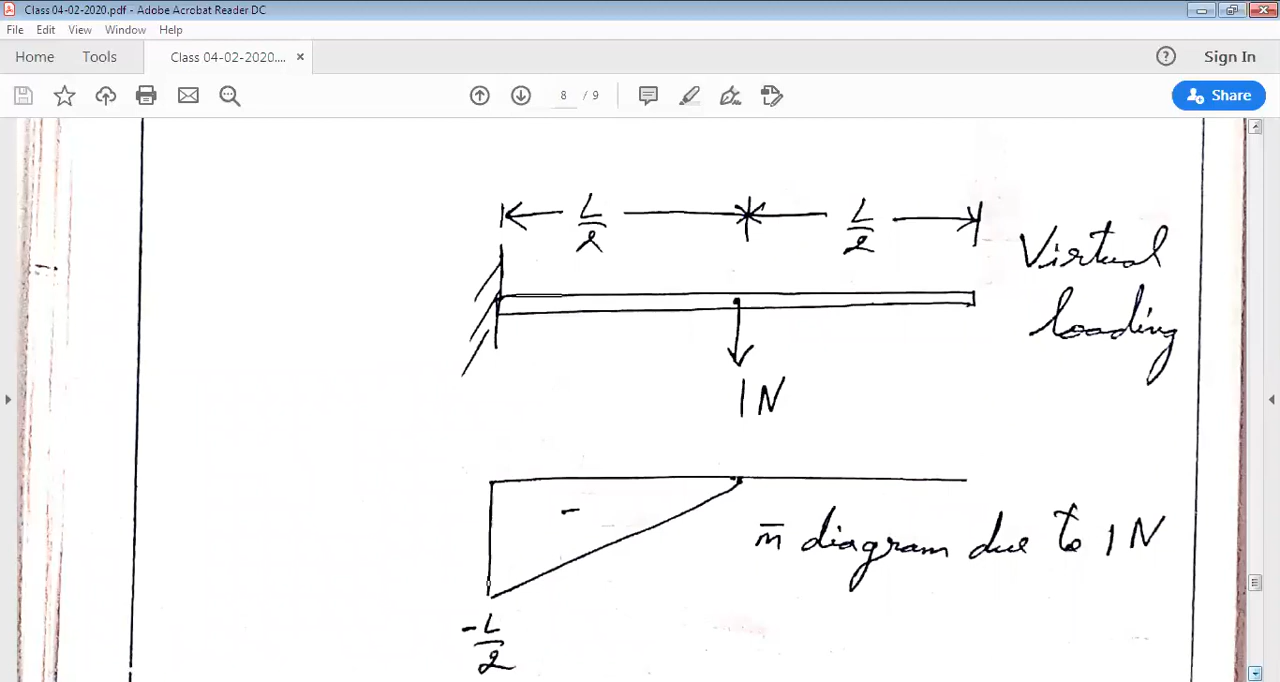 Class 04-02-2020.pdf - Adobe Acrobat Reader DC
File Edit View Window Help
Home Tools Class 04-02-2020.... × ? Sign In
8 / 9 Share
L/2 L/2
Virtual
loading
1N
-
m̄ diagram due to 1N
-L/2